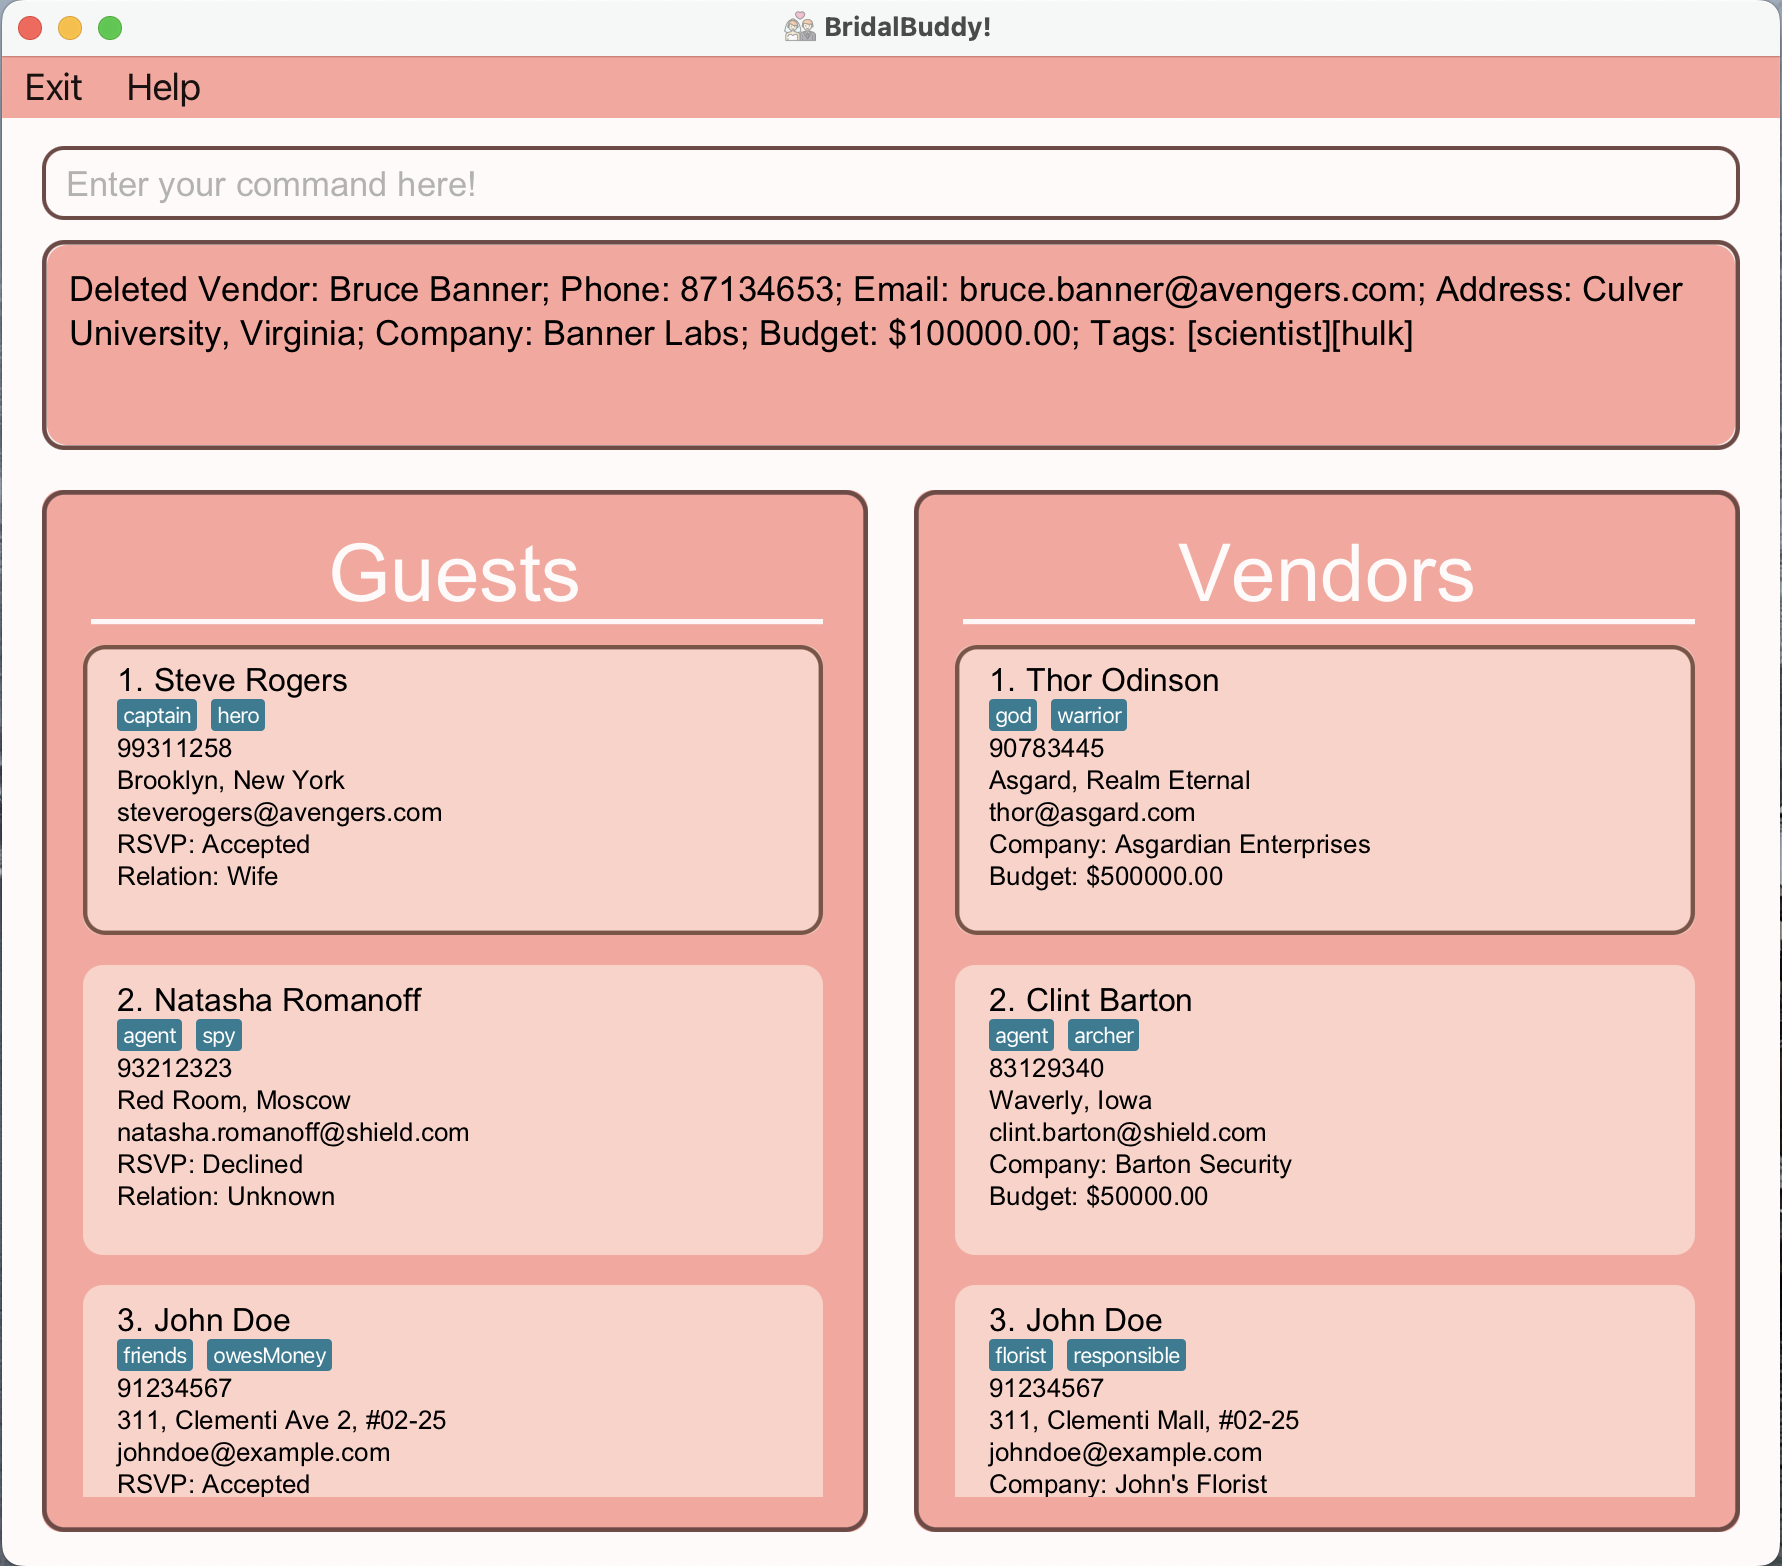 BridalBuddy!
Exit Help
Enter your command here!
Deleted Vendor: Bruce Banner; Phone: 87134653; Email: bruce.banner@avengers.com; Address: Culver
University, Virginia; Company: Banner Labs; Budget: $100000.00; Tags: [scientist][hulk]
Guests
1. Steve Rogers
captain hero
99311258
Brooklyn, New York
steverogers@avengers.com
RSVP: Accepted
Relation: Wife
2. Natasha Romanoff
agent spy
93212323
Red Room, Moscow
natasha.romanoff@shield.com
RSVP: Declined
Relation: Unknown
3. John Doe
friends owesMoney
91234567
311, Clementi Ave 2, #02-25
johndoe@example.com
RSVP: Accepted
Vendors
1. Thor Odinson
god warrior
90783445
Asgard, Realm Eternal
thor@asgard.com
Company: Asgardian Enterprises
Budget: $500000.00
2. Clint Barton
agent archer
83129340
Waverly, Iowa
clint.barton@shield.com
Company: Barton Security
Budget: $50000.00
3. John Doe
florist responsible
91234567
311, Clementi Mall, #02-25
johndoe@example.com
Company: John's Florist